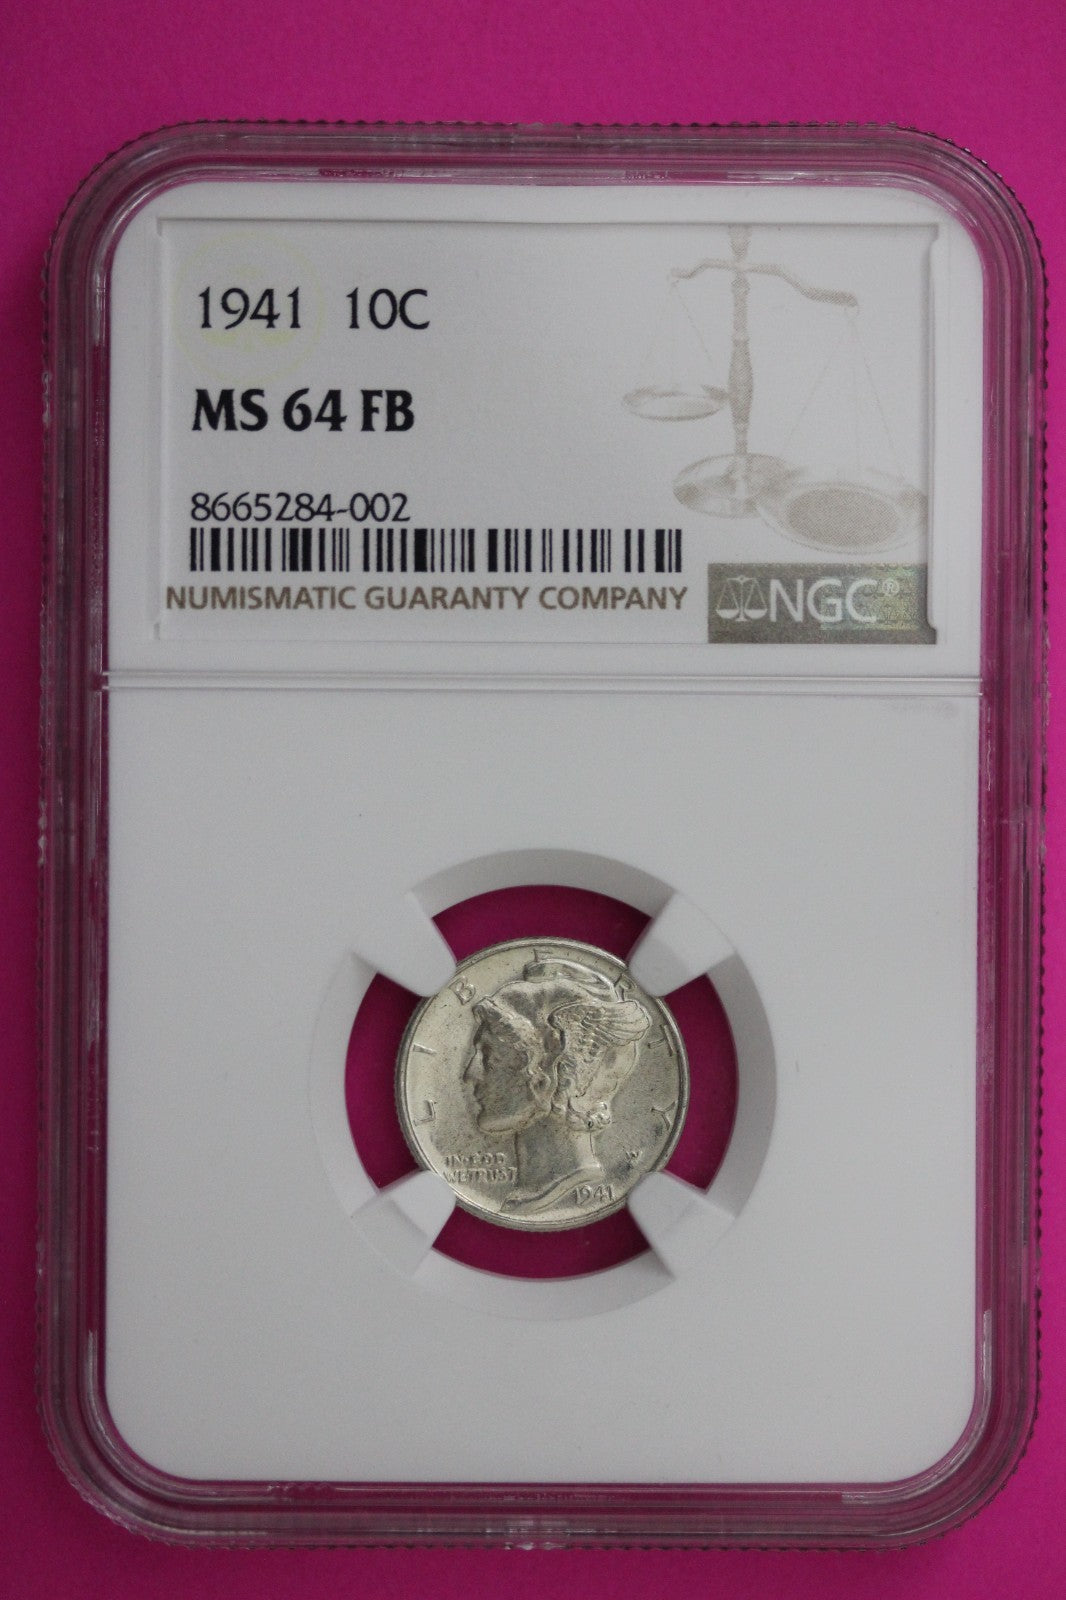 1941 10C
MS 64 FB
8665284-002
NUMISMATIC GUARANTY COMPANY
NGC®
LIBERTY
IN·GOD
WE TRUST
1941